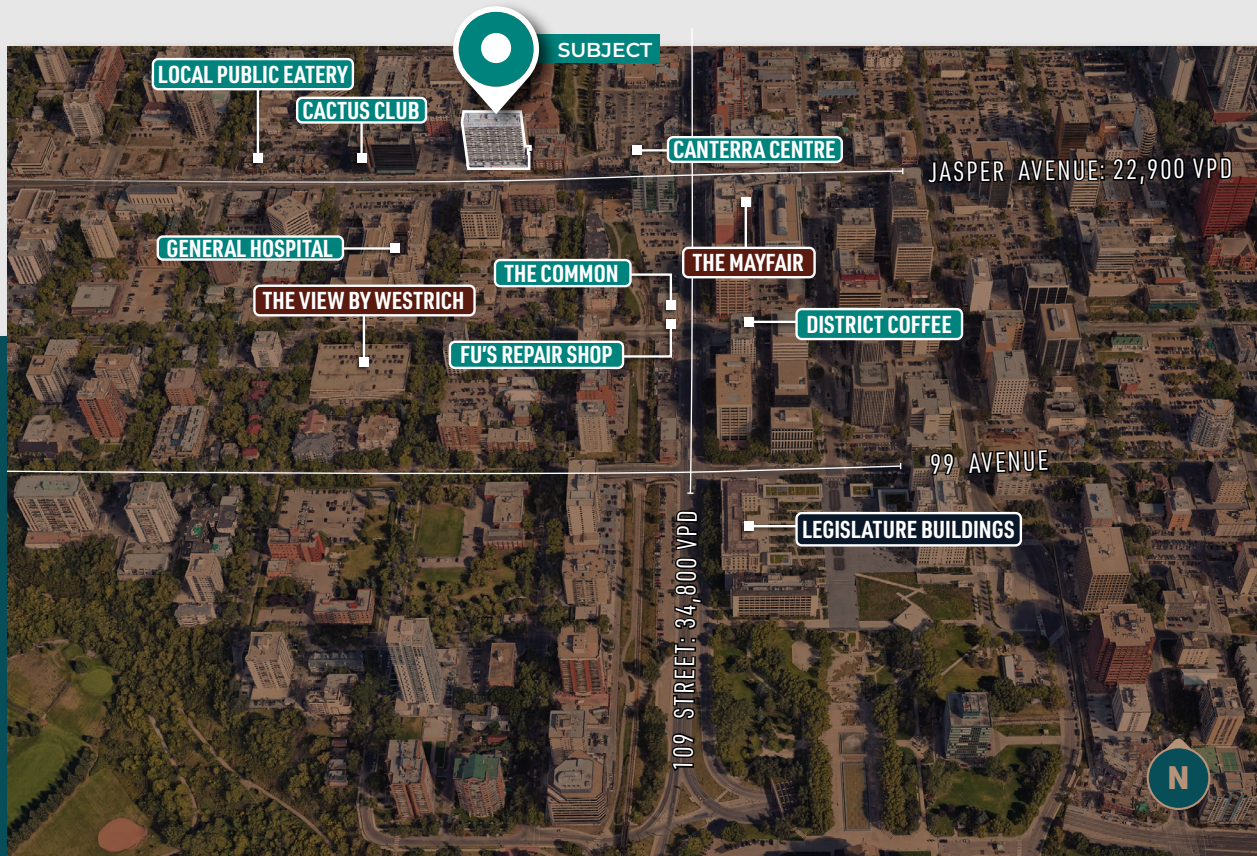 SUBJECT
LOCAL PUBLIC EATERY
CACTUS CLUB
CANTERRA CENTRE
JASPER AVENUE: 22,900 VPD
GENERAL HOSPITAL
THE MAYFAIR
THE COMMON
THE VIEW BY WESTRICH
DISTRICT COFFEE
FU'S REPAIR SHOP
99 AVENUE
LEGISLATURE BUILDINGS
109 STREET: 34,800 VPD
N